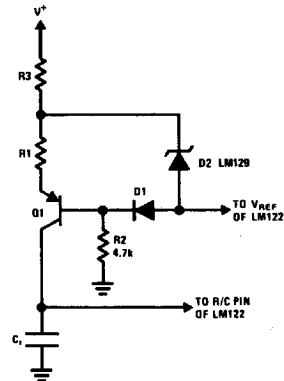 V+
R3
R1
D2 LM129
D1
Q1
TO VREF
OF LM122
R2
4.7k
TO R/C PIN
OF LM122
Ct